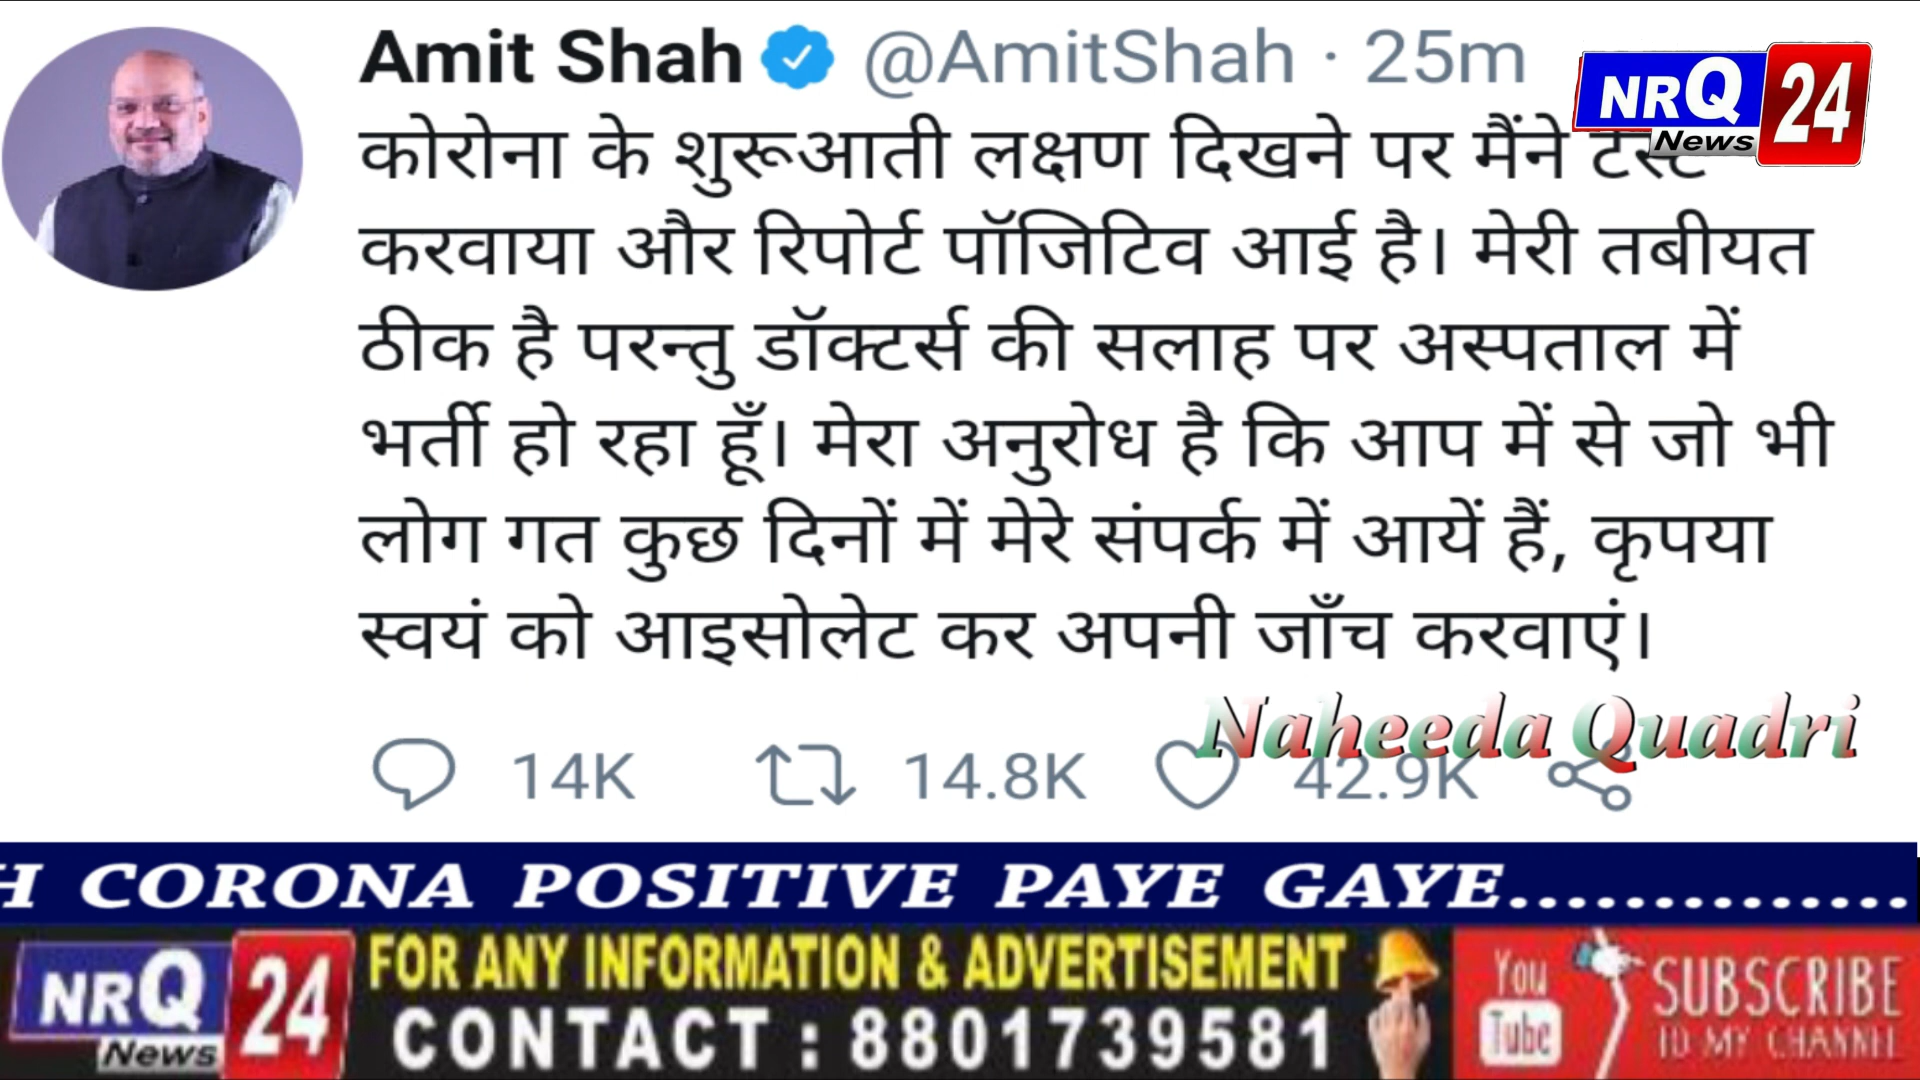 Amit Shah @AmitShah · 25m
NRQ 24 News
कोरोना के शुरूआती लक्षण दिखने पर मैंने टेस्ट
करवाया और रिपोर्ट पॉजिटिव आई है। मेरी तबीयत
ठीक है परन्तु डॉक्टर्स की सलाह पर अस्पताल में
भर्ती हो रहा हूँ। मेरा अनुरोध है कि आप में से जो भी
लोग गत कुछ दिनों में मेरे संपर्क में आयें हैं, कृपया
स्वयं को आइसोलेट कर अपनी जाँच करवाएं।
Naheeda Quadri
14K 14.8K 42.9K
H CORONA POSITIVE PAYE GAYE..............
NRQ 24 News
FOR ANY INFORMATION & ADVERTISEMENT
CONTACT : 8801739581
You Tube
SUBSCRIBE
TO MY CHANNEL